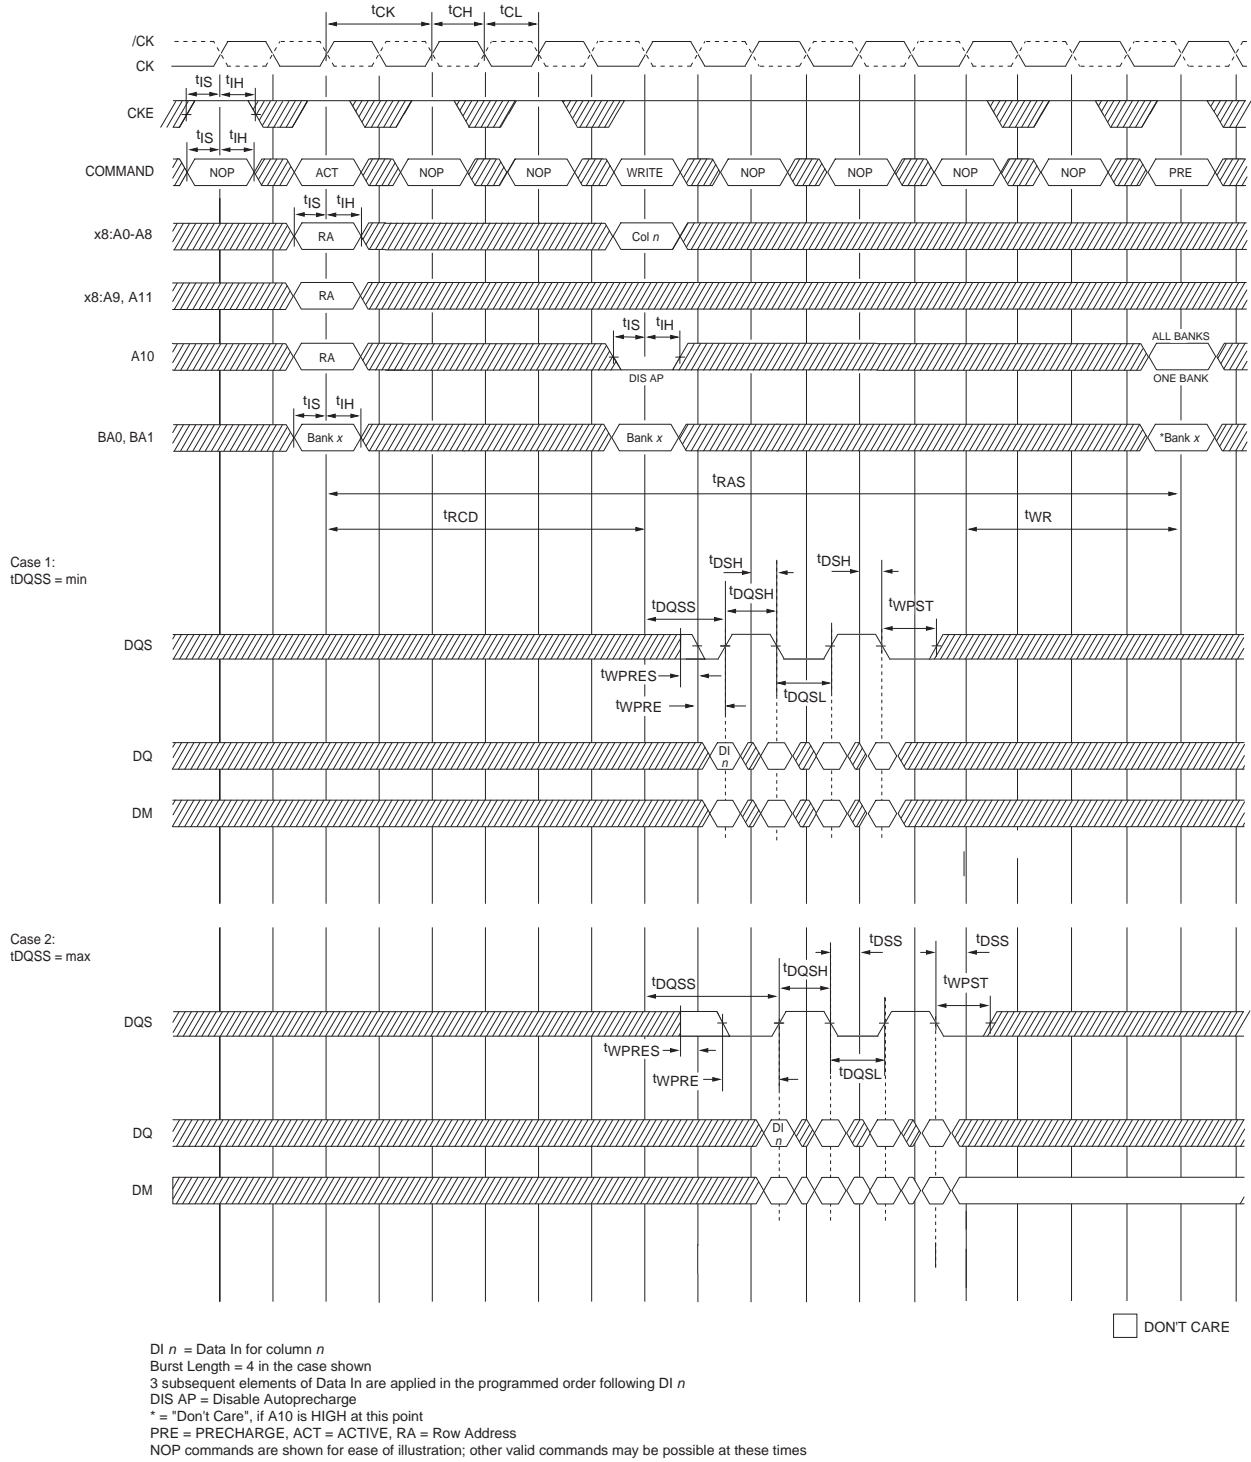 tCK tCH tCL
/CK
CK
tIS tIH
CKE
tIS tIH
COMMAND NOP ACT NOP NOP WRITE NOP NOP NOP NOP PRE
tIS tIH
x8:A0-A8 RA Col n
x8:A9, A11 RA
tIS tIH
ALL BANKS
A10 RA
DIS AP ONE BANK
tIS tIH
BA0, BA1 Bank x Bank x *Bank x
tRAS
tRCD tWR
Case 1:
tDQSS = min
tDSH tDSH
tDQSH
tDQSS tWPST
DQS
tWPRES
tDQSL
tWPRE
DQ DI
n
DM
Case 2:
tDQSS = max
tDSS tDSS
tDQSH
tDQSS tWPST
DQS
tWPRES
tDQSL
tWPRE
DQ DI
n
DM
DON'T CARE
DI n = Data In for column n
Burst Length = 4 in the case shown
3 subsequent elements of Data In are applied in the programmed order following DI n
DIS AP = Disable Autoprecharge
* = "Don't Care", if A10 is HIGH at this point
PRE = PRECHARGE, ACT = ACTIVE, RA = Row Address
NOP commands are shown for ease of illustration; other valid commands may be possible at these times